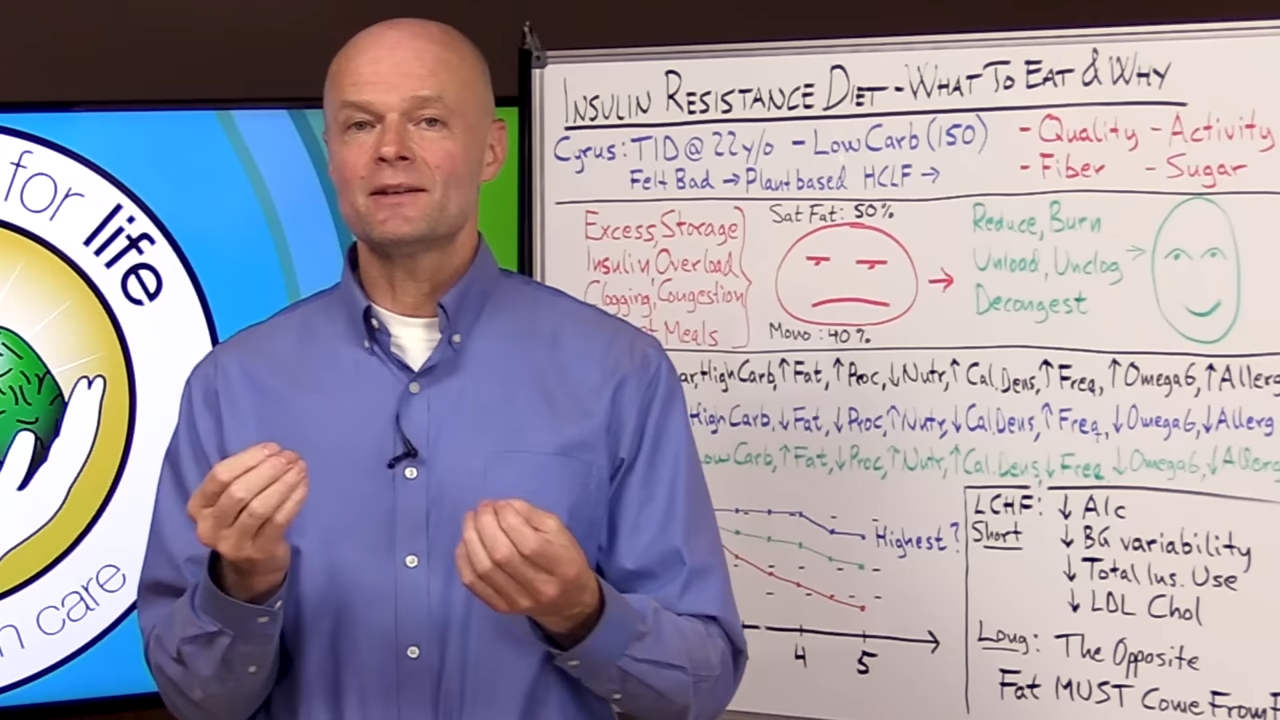 for life
n care
INSULIN RESISTANCE DIET - WHAT TO EAT & WHY
Cyrus: T1D @ 22 y/o - Low Carb (150)
Felt Bad → Plantbased HCLF →
- Quality - Activity
- Fiber - Sugar
Excess, Storage
Insulin Overload
Clogging, Congestion
Meals
Sat Fat: 50%
Mono: 40%
Reduce, Burn
Unload, Unclog →
Decongest
ar, High Carb, ↑ Fat, ↑ Proc, ↓ Nutr, ↑ Cal. Dens, ↑ Freq, ↑ Omega 6, ↑ Allerg
High Carb, ↓ Fat, ↓ Proc, ↑ Nutr, ↓ Cal. Dens, ↑ Freq, ↓ Omega 6, ↓ Allerg
ow Carb, ↑ Fat, ↓ Proc, ↑ Nutr, ↑ Cal. Dens, ↓ Freq ↓ Omega 6, ↓ Allerg
Highest?
4 5
LCHF: ↓ A1c
Short ↓ BG variability
↓ Total Ins. Use
↓ LDL Chol
Long: The Opposite
Fat MUST Come From